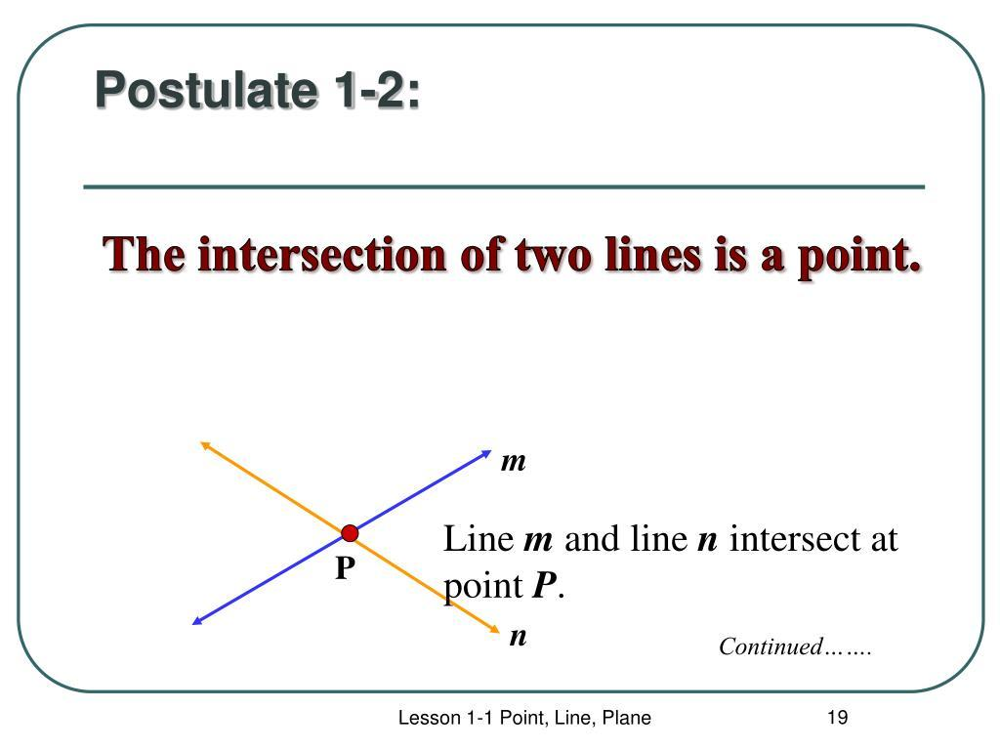 Postulate 1-2:
The intersection of two lines is a point.
m
Line m and line n intersect at
point P.
P
n
Continued…….
Lesson 1-1 Point, Line, Plane
19